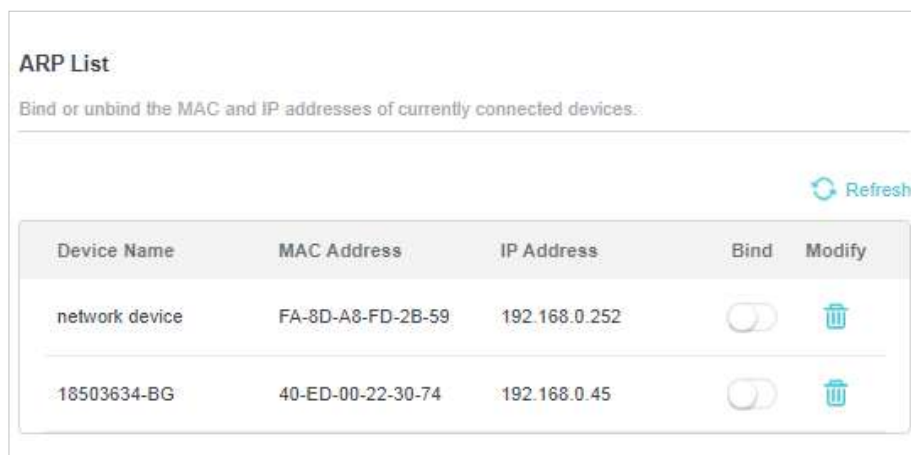 ARP List
Bind or unbind the MAC and IP addresses of currently connected devices.
Refresh
Device Name MAC Address IP Address Bind Modify
network device FA-8D-A8-FD-2B-59 192.168.0.252
18503634-BG 40-ED-00-22-30-74 192.168.0.45